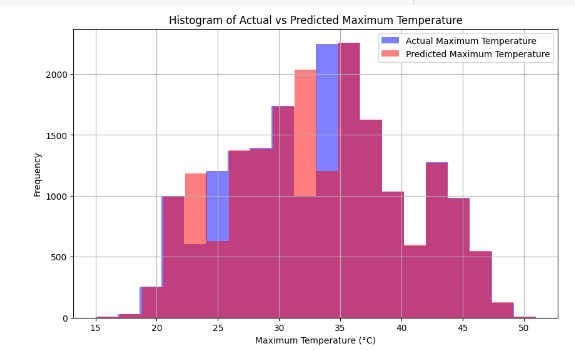 Histogram of Actual vs Predicted Maximum Temperature
Actual Maximum Temperature
Predicted Maximum Temperature
2000
1500
1000
500
0
Frequency
15 20 25 30 35 40 45 50
Maximum Temperature (°C)